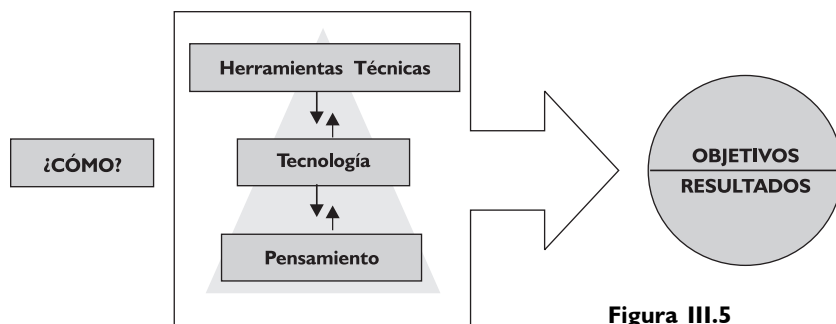 Herramientas Técnicas
¿CÓMO?
Tecnología
Pensamiento
OBJETIVOS
RESULTADOS
Figura III.5